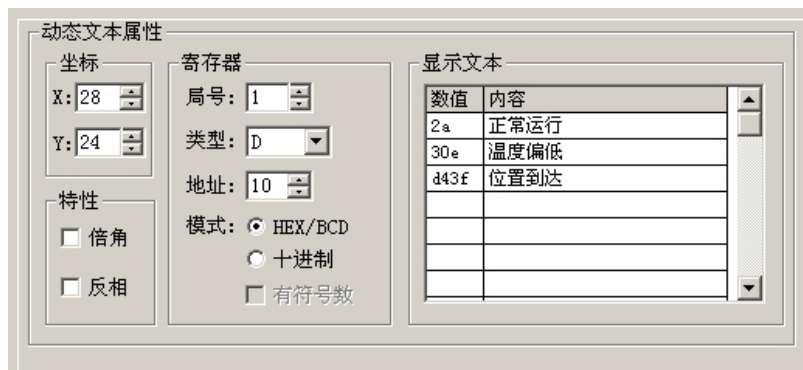 动态文本属性
坐标
X: 28
Y: 24
特性
倍角
反相
寄存器
局号: 1
类型: D
地址: 10
模式: HEX/BCD
十进制
有符号数
显示文本
数值 内容
2a 正常运行
30e 温度偏低
d43f 位置到达